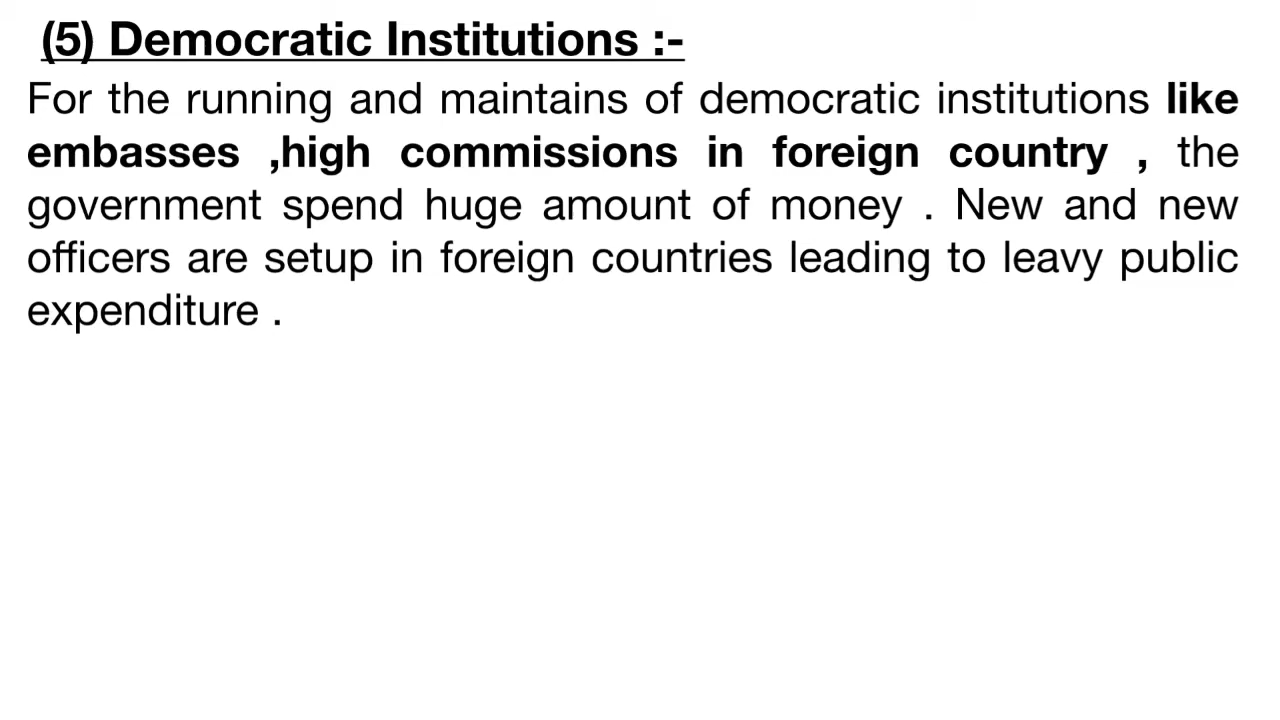 (5) Democratic Institutions :-
For the running and maintains of democratic institutions like
embasses ,high commissions in foreign country , the
government spend huge amount of money . New and new
officers are setup in foreign countries leading to leavy public
expenditure .